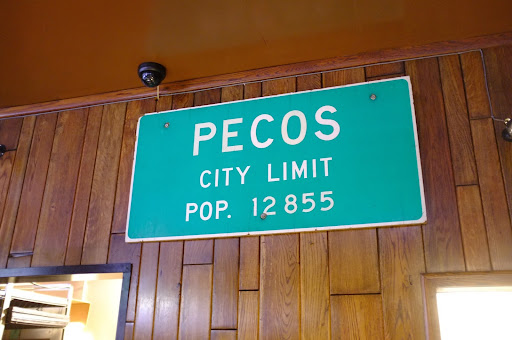 PECOS
CITY LIMIT
POP. 12855